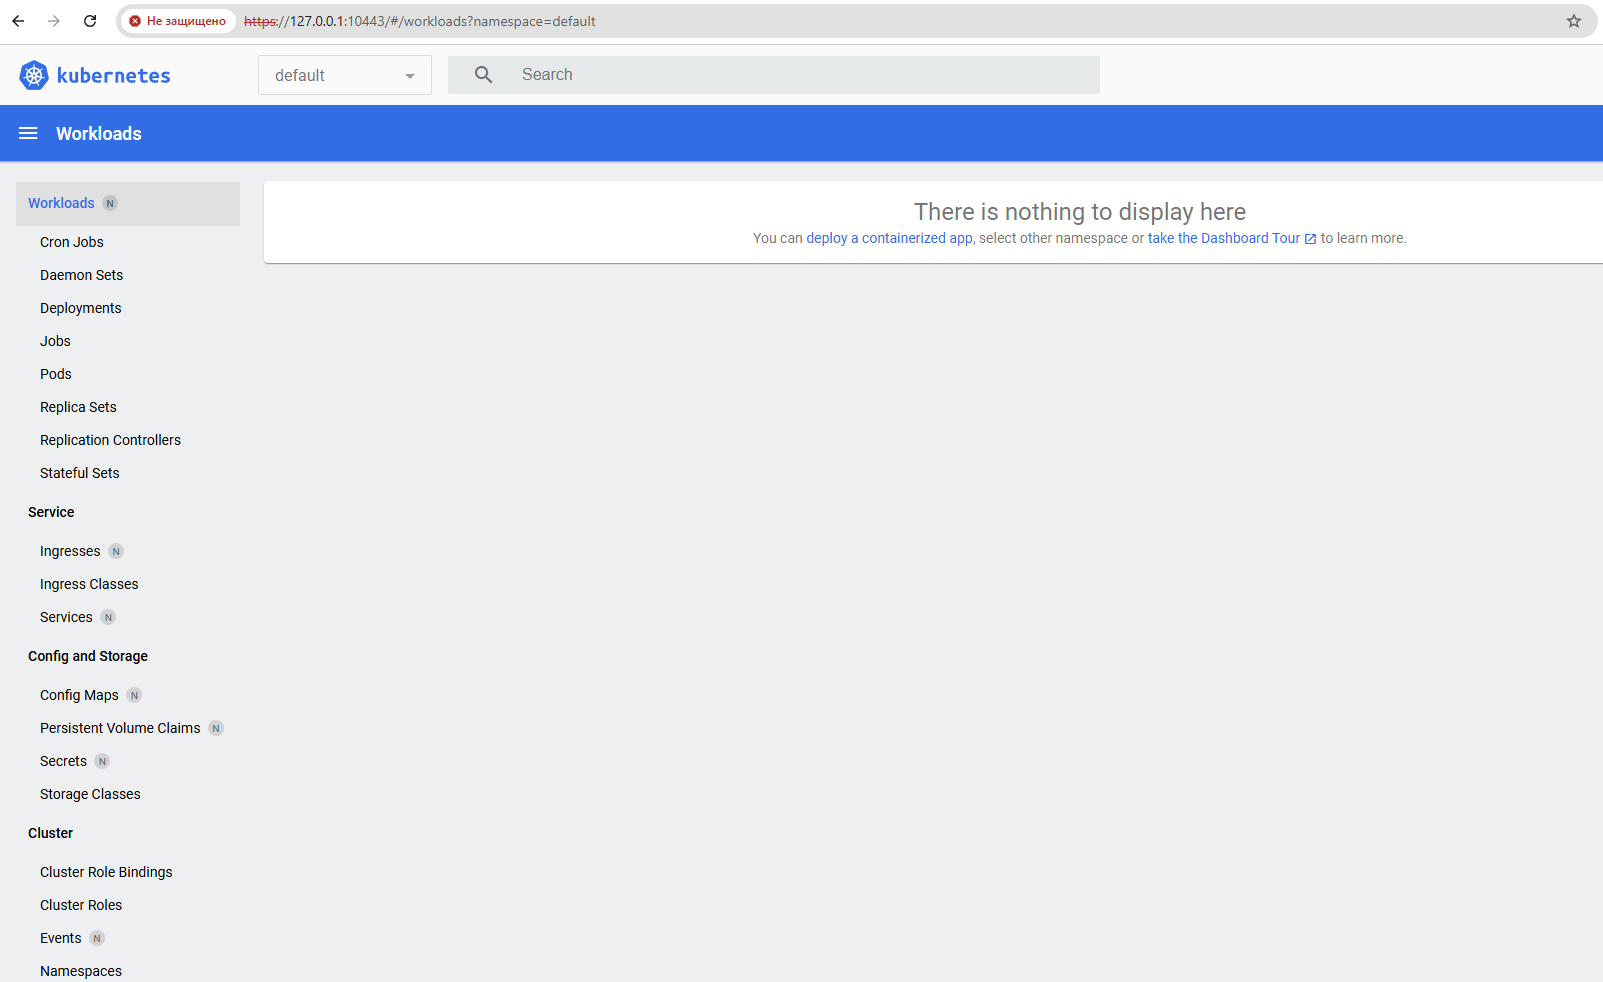 Не защищено https://127.0.0.1:10443/#/workloads?namespace=default
kubernetes
default
Search
Workloads
Workloads N
Cron Jobs
Daemon Sets
Deployments
Jobs
Pods
Replica Sets
Replication Controllers
Stateful Sets
Service
Ingresses N
Ingress Classes
Services N
Config and Storage
Config Maps N
Persistent Volume Claims N
Secrets N
Storage Classes
Cluster
Cluster Role Bindings
Cluster Roles
Events N
Namespaces
There is nothing to display here
You can deploy a containerized app, select other namespace or take the Dashboard Tour to learn more.